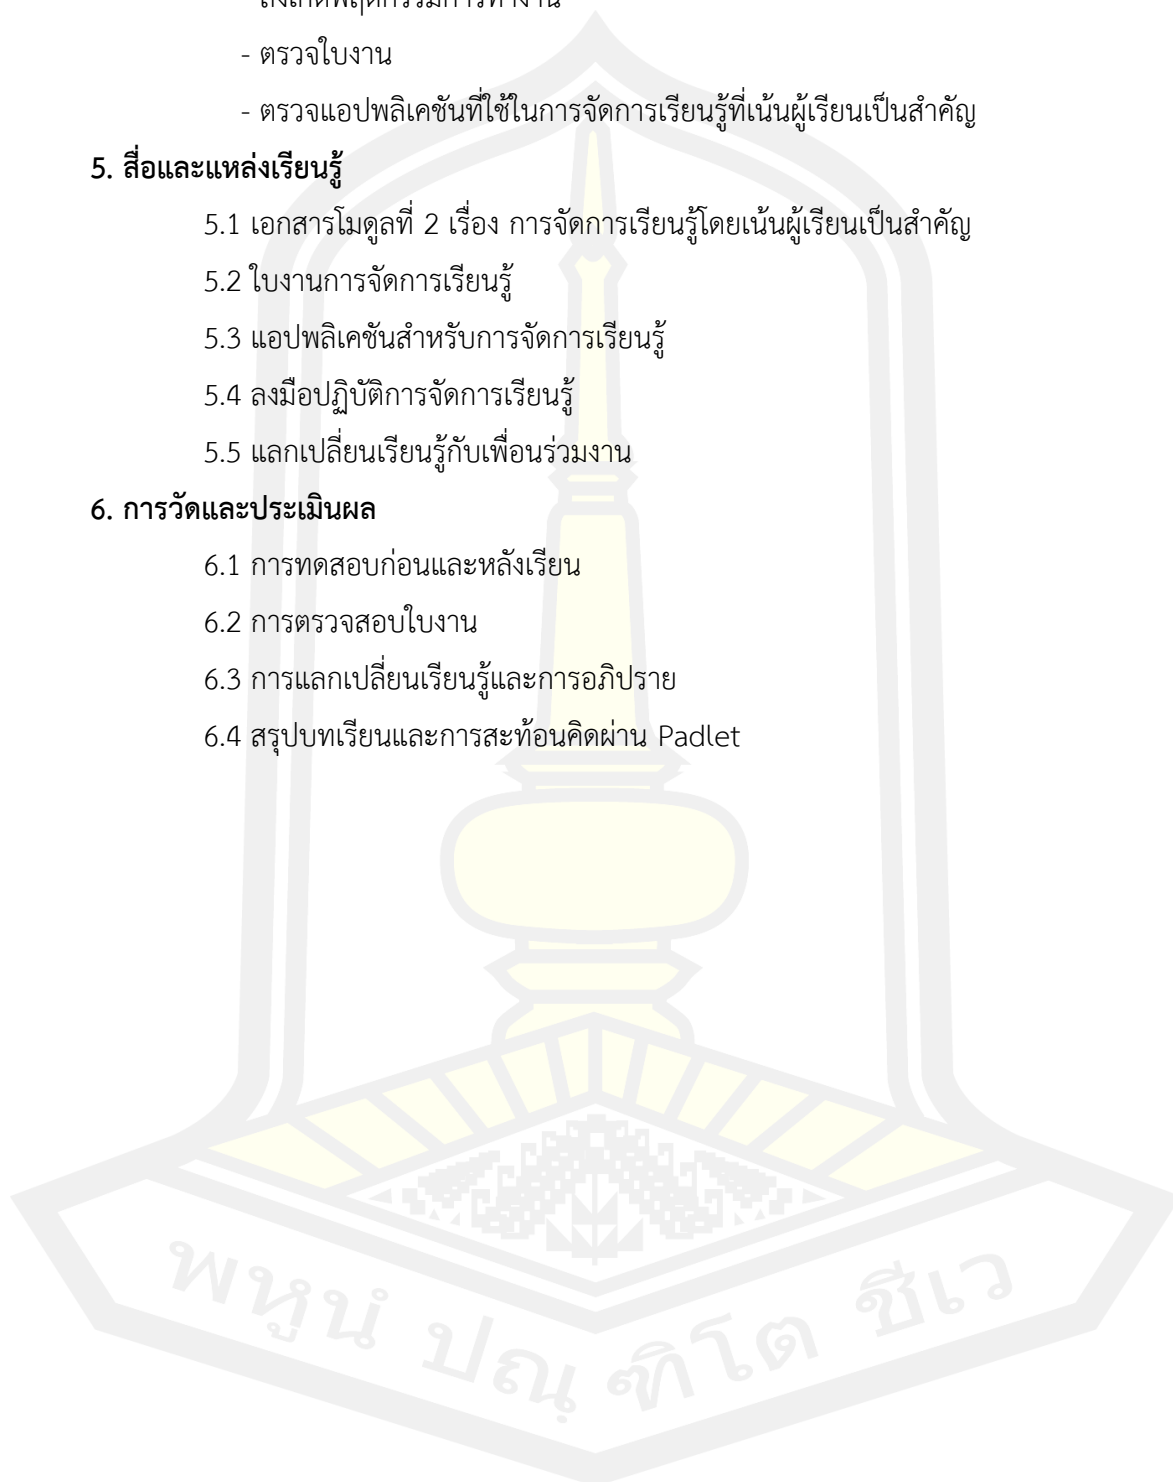 - ตรวจใบงาน
- ตรวจแอปพลิเคชันที่ใช้ในการจัดการเรียนรู้ที่เน้นผู้เรียนเป็นสำคัญ
5. สื่อและแหล่งเรียนรู้
5.1 เอกสารโมดูลที่ 2 เรื่อง การจัดการเรียนรู้โดยเน้นผู้เรียนเป็นสำคัญ
5.2 ใบงานการจัดการเรียนรู้
5.3 แอปพลิเคชันสำหรับการจัดการเรียนรู้
5.4 ลงมือปฏิบัติการจัดการเรียนรู้
5.5 แลกเปลี่ยนเรียนรู้กับเพื่อนร่วมงาน
6. การวัดและประเมินผล
6.1 การทดสอบก่อนและหลังเรียน
6.2 การตรวจสอบใบงาน
6.3 การแลกเปลี่ยนเรียนรู้และการอภิปราย
6.4 สรุปบทเรียนและการสะท้อนคิดผ่าน Padlet
พหูนํ ปณฺฑิโต ชีเว